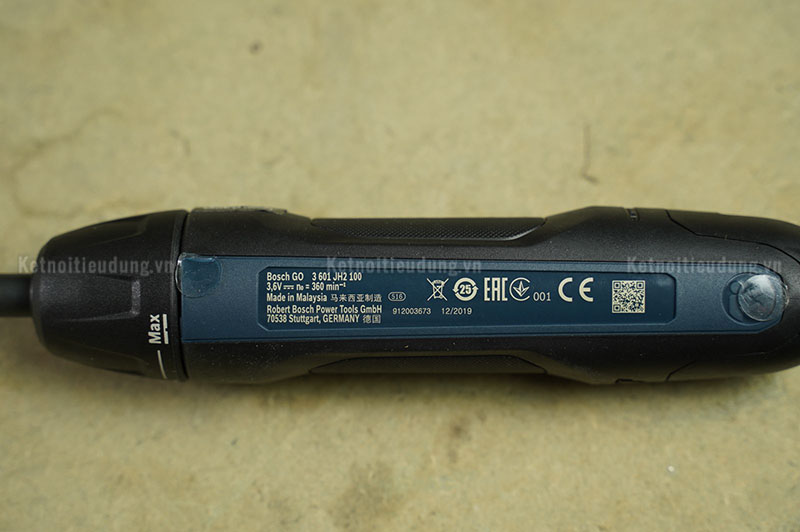 Ketnoitieudung.vn Ketnoitieudung.vn Ketnoitieudung.vn
Max
Bosch GO 3 601 JH2 100
3,6V n₀ = 360 min⁻¹
Made in Malaysia 马来西亚制造 S16
Robert Bosch Power Tools GmbH
70538 Stuttgart, GERMANY 德国
912003673 12/2019
25 EAC 001 CE